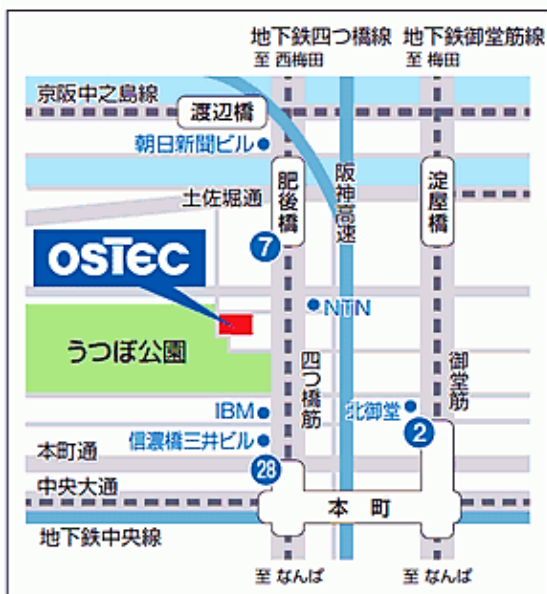 地下鉄四つ橋線
地下鉄御堂筋線
至 西梅田
至 梅田
京阪中之島線
渡辺橋
朝日新聞ビル
肥後橋
阪神高速
淀屋橋
土佐堀通
7
OSTEC
NTN
うつぼ公園
四つ橋筋
御堂筋
IBM
北御堂
2
信濃橋三井ビル
本町通
28
中央大通
本町
地下鉄中央線
至 なんば
至 なんば